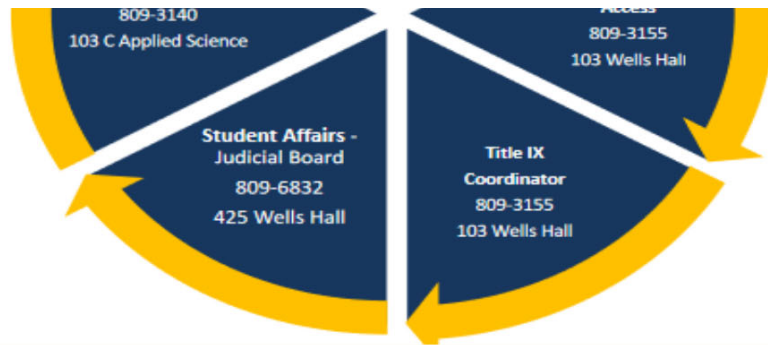 809-3140
103 C Applied Science
Access
809-3155
103 Wells Hall
Student Affairs -
Judicial Board
809-6832
425 Wells Hall
Title IX
Coordinator
809-3155
103 Wells Hall